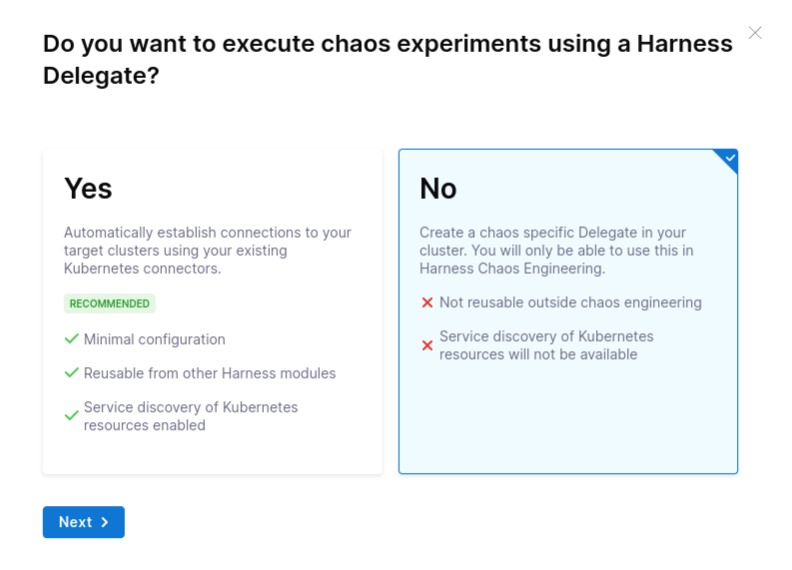 Do you want to execute chaos experiments using a Harness
Delegate?
Yes
Automatically establish connections to your
target clusters using your existing
Kubernetes connectors.
RECOMMENDED
Minimal configuration
Reusable from other Harness modules
Service discovery of Kubernetes
resources enabled
No
Create a chaos specific Delegate in your
cluster. You will only be able to use this in
Harness Chaos Engineering.
Not reusable outside chaos engineering
Service discovery of Kubernetes
resources will not be available
Next